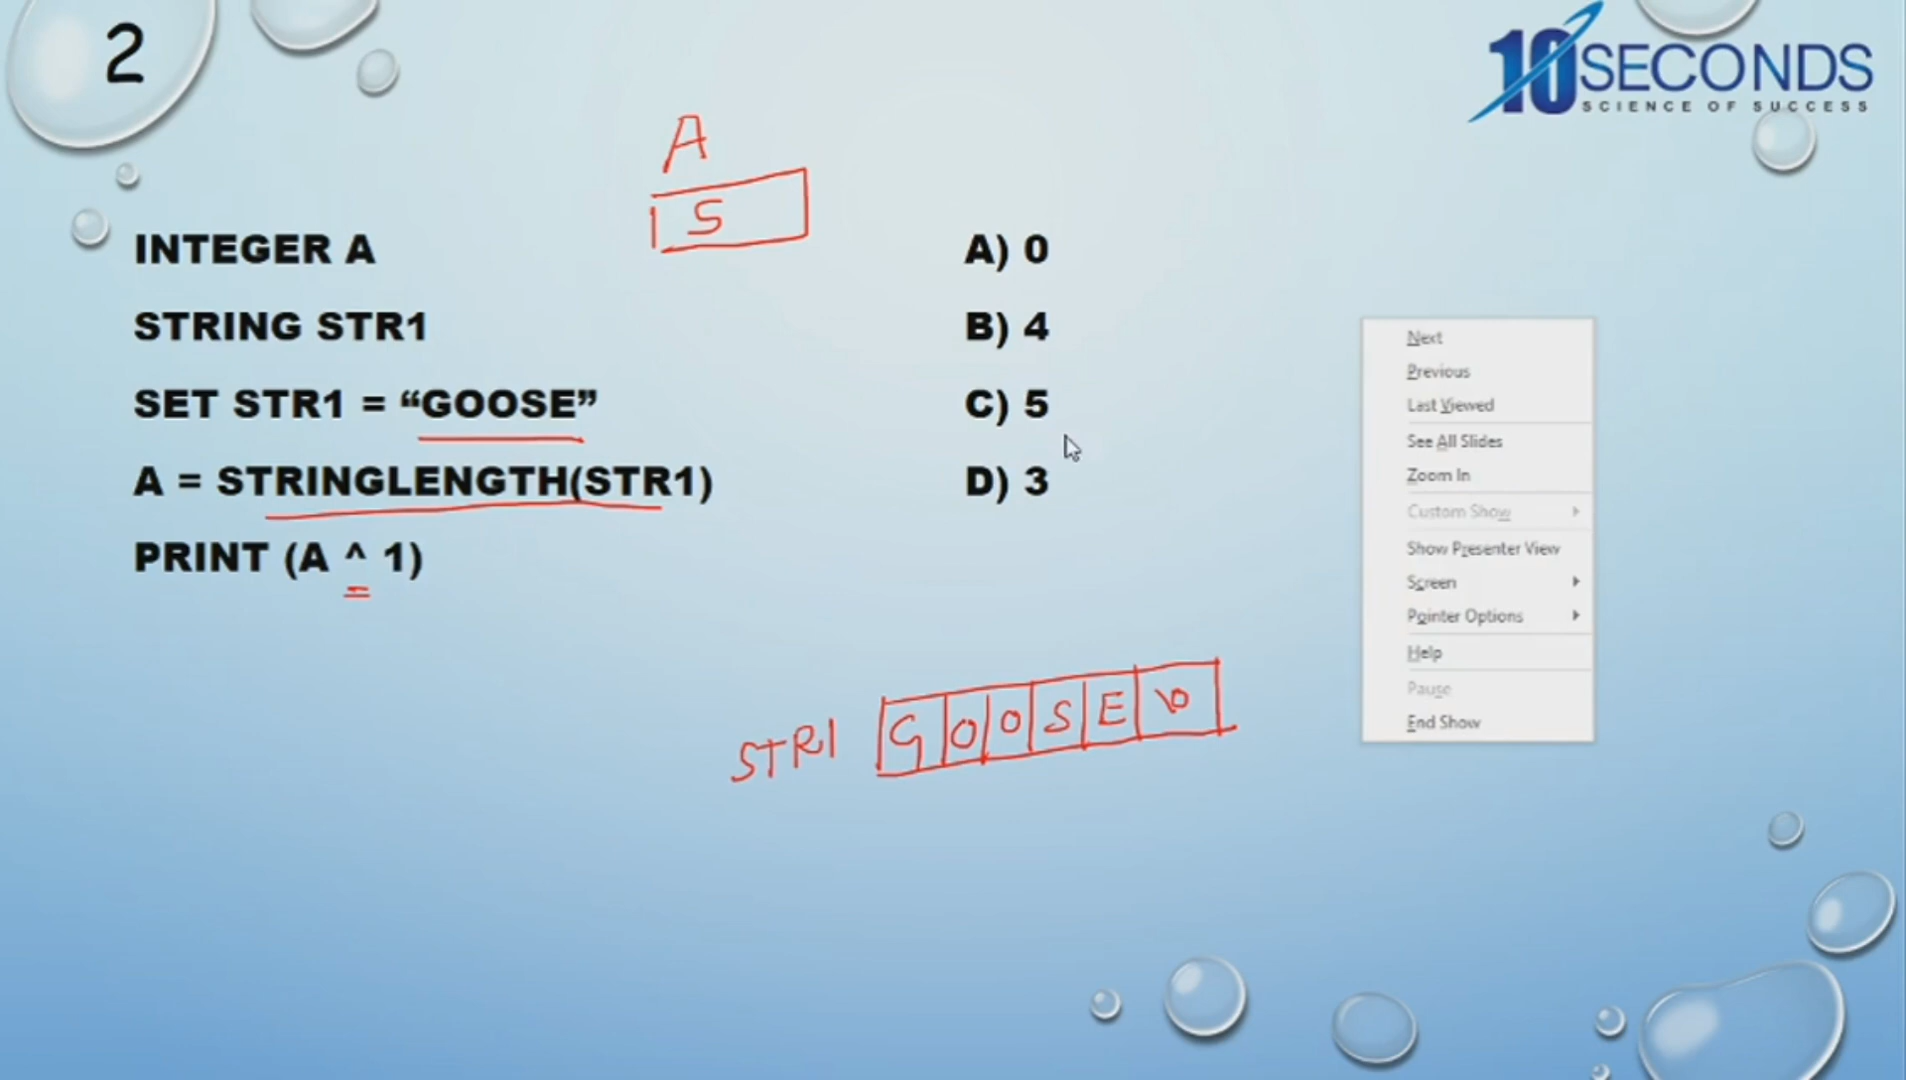 2
10SECONDS
SCIENCE OF SUCCESS
A
5
INTEGER A
STRING STR1
SET STR1 = “GOOSE”
A = STRINGLENGTH(STR1)
PRINT (A ^ 1)
A) 0
B) 4
C) 5
D) 3
Next
Previous
Last Viewed
See All Slides
Zoom In
Custom Show
Show Presenter View
Screen
Pointer Options
Help
Pause
End Show
STR1 G O O S E \0